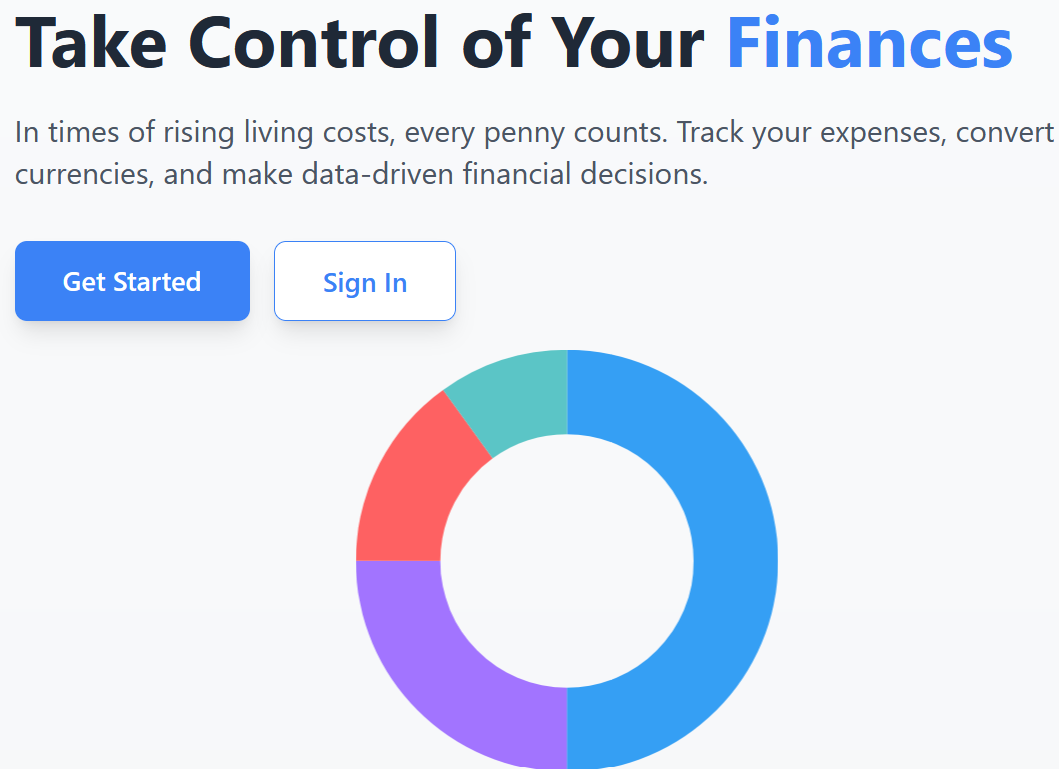 Take Control of Your Finances
In times of rising living costs, every penny counts. Track your expenses, convert
currencies, and make data-driven financial decisions.
Get Started
Sign In